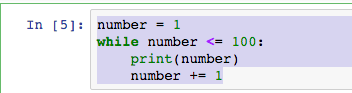 In [5]: number = 1
while number <= 100:
    print(number)
    number += 1